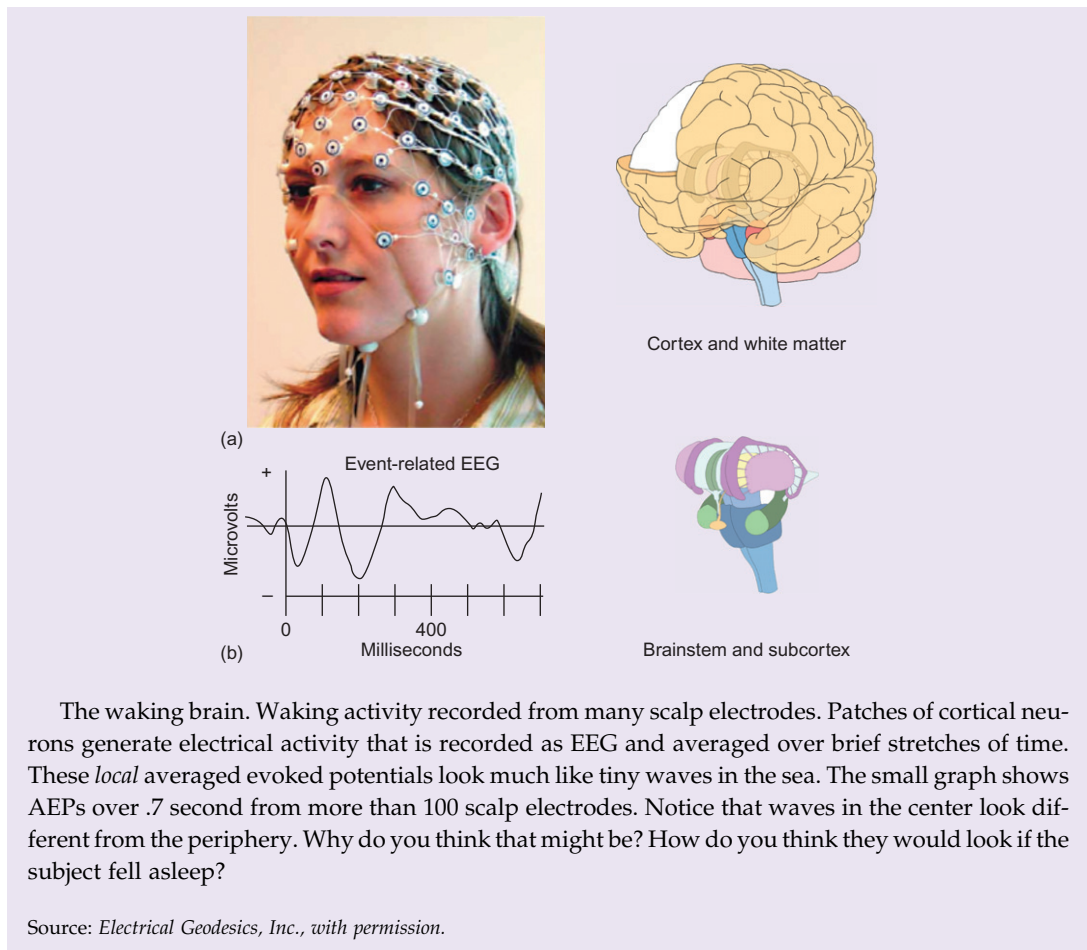 Cortex and white matter
(a)
Event-related EEG
+
Microvolts
–
0
400
Milliseconds
(b)
Brainstem and subcortex
The waking brain. Waking activity recorded from many scalp electrodes. Patches of cortical neu-
rons generate electrical activity that is recorded as EEG and averaged over brief stretches of time.
These local averaged evoked potentials look much like tiny waves in the sea. The small graph shows
AEPs over .7 second from more than 100 scalp electrodes. Notice that waves in the center look dif-
ferent from the periphery. Why do you think that might be? How do you think they would look if the
subject fell asleep?
Source: Electrical Geodesics, Inc., with permission.